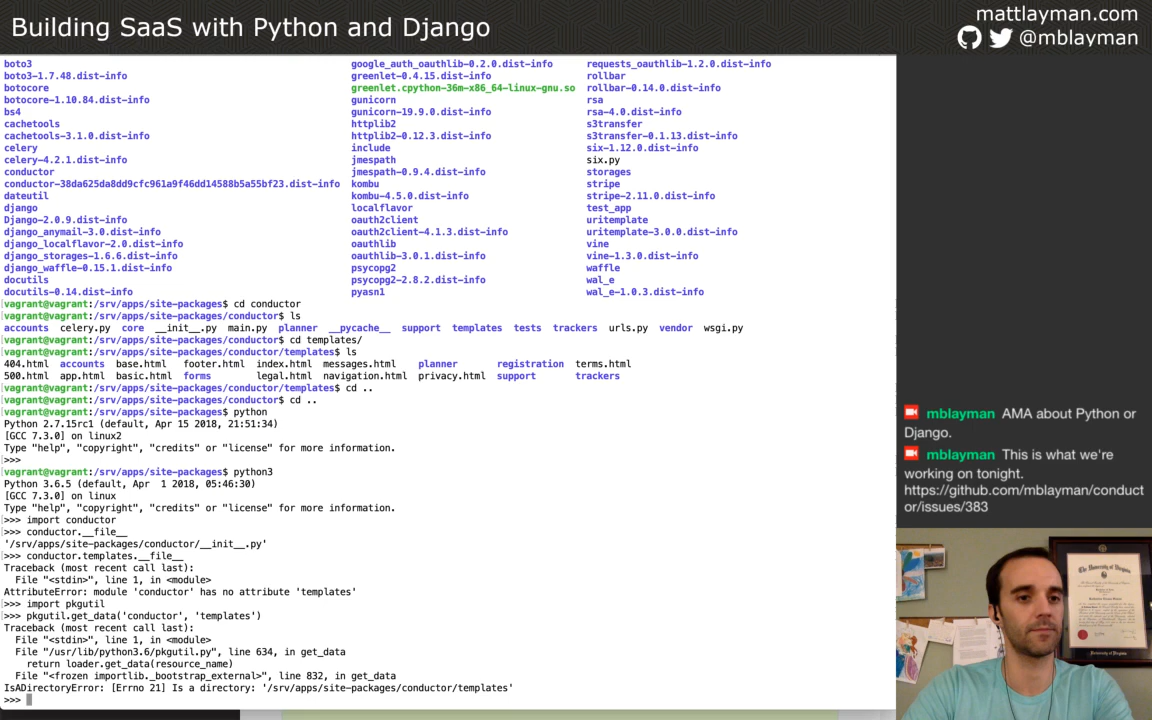 Building SaaS with Python and Django
mattlayman.com
@mblayman
boto3 google_auth_oauthlib-0.2.0.dist-info requests_oauthlib-1.2.0.dist-info
boto3-1.7.48.dist-info greenlet-0.4.15.dist-info rollbar
botocore greenlet.cpython-36m-x86_64-linux-gnu.so rollbar-0.14.0.dist-info
botocore-1.10.84.dist-info gunicorn rsa
bs4 gunicorn-19.9.0.dist-info rsa-4.0.dist-info
cachetools httplib2 s3transfer
cachetools-3.1.0.dist-info httplib2-0.12.3.dist-info s3transfer-0.1.13.dist-info
celery include six-1.12.0.dist-info
celery-4.2.1.dist-info jmespath six.py
conductor jmespath-0.9.4.dist-info storages
conductor-38da625da8dd9cfc961a9f46dd14588b5a55bf23.dist-info kombu stripe
dateutil kombu-4.5.0.dist-info stripe-2.11.0.dist-info
django localflavor test_app
Django-2.0.9.dist-info oauth2client uritemplate
django_anymail-3.0.dist-info oauth2client-4.1.3.dist-info uritemplate-3.0.0.dist-info
django_localflavor-2.0.dist-info oauthlib vine
django_storages-1.6.6.dist-info oauthlib-3.0.1.dist-info vine-1.3.0.dist-info
django_waffle-0.15.1.dist-info psycopg2 waffle
docutils psycopg2-2.8.2.dist-info wal_e
docutils-0.14.dist-info pyasn1 wal_e-1.0.3.dist-info
vagrant@vagrant:/srv/apps/site-packages$ cd conductor
vagrant@vagrant:/srv/apps/site-packages/conductor$ ls
accounts celery.py core __init__.py main.py planner __pycache__ support templates tests trackers urls.py vendor wsgi.py
vagrant@vagrant:/srv/apps/site-packages/conductor$ cd templates/
vagrant@vagrant:/srv/apps/site-packages/conductor/templates$ ls
404.html accounts base.html footer.html index.html messages.html planner registration terms.html
500.html app.html basic.html forms legal.html navigation.html privacy.html support trackers
vagrant@vagrant:/srv/apps/site-packages/conductor/templates$ cd ..
vagrant@vagrant:/srv/apps/site-packages/conductor$ cd ..
vagrant@vagrant:/srv/apps/site-packages$ python
Python 2.7.15rc1 (default, Apr 15 2018, 21:51:34)
[GCC 7.3.0] on linux2
Type "help", "copyright", "credits" or "license" for more information.
>>>
vagrant@vagrant:/srv/apps/site-packages$ python3
Python 3.6.5 (default, Apr  1 2018, 05:46:30)
[GCC 7.3.0] on linux
Type "help", "copyright", "credits" or "license" for more information.
>>> import conductor
>>> conductor.__file__
'/srv/apps/site-packages/conductor/__init__.py'
>>> conductor.templates.__file__
Traceback (most recent call last):
  File "<stdin>", line 1, in <module>
AttributeError: module 'conductor' has no attribute 'templates'
>>> import pkgutil
>>> pkgutil.get_data('conductor', 'templates')
Traceback (most recent call last):
  File "<stdin>", line 1, in <module>
  File "/usr/lib/python3.6/pkgutil.py", line 634, in get_data
    return loader.get_data(resource_name)
  File "<frozen importlib._bootstrap_external>", line 832, in get_data
IsADirectoryError: [Errno 21] Is a directory: '/srv/apps/site-packages/conductor/templates'
>>>
mblayman AMA about Python or
Django.
mblayman This is what we're
working on tonight.
https://github.com/mblayman/conduct
or/issues/383
The University of Virginia